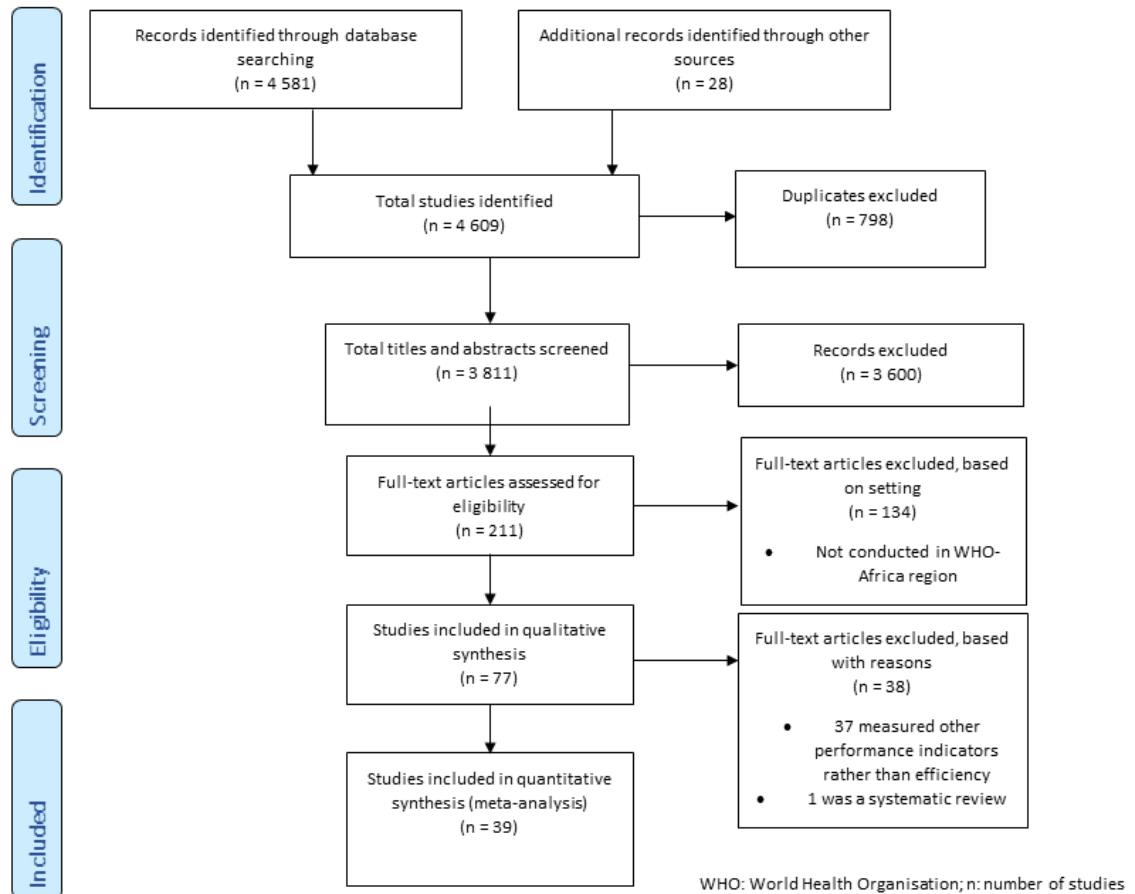 Identification
Records identified through database
searching
(n = 4 581)
Additional records identified through other
sources
(n = 28)
Total studies identified
(n = 4 609)
Duplicates excluded
(n = 798)
Screening
Total titles and abstracts screened
(n = 3 811)
Records excluded
(n = 3 600)
Eligibility
Full-text articles assessed for
eligibility
(n = 211)
Full-text articles excluded, based
on setting
(n = 134)
• Not conducted in WHO-
Africa region
Studies included in qualitative
synthesis
(n = 77)
Full-text articles excluded, based
with reasons
(n = 38)
• 37 measured other
performance indicators
rather than efficiency
• 1 was a systematic review
Included
Studies included in quantitative
synthesis (meta-analysis)
(n = 39)
WHO: World Health Organisation; n: number of studies